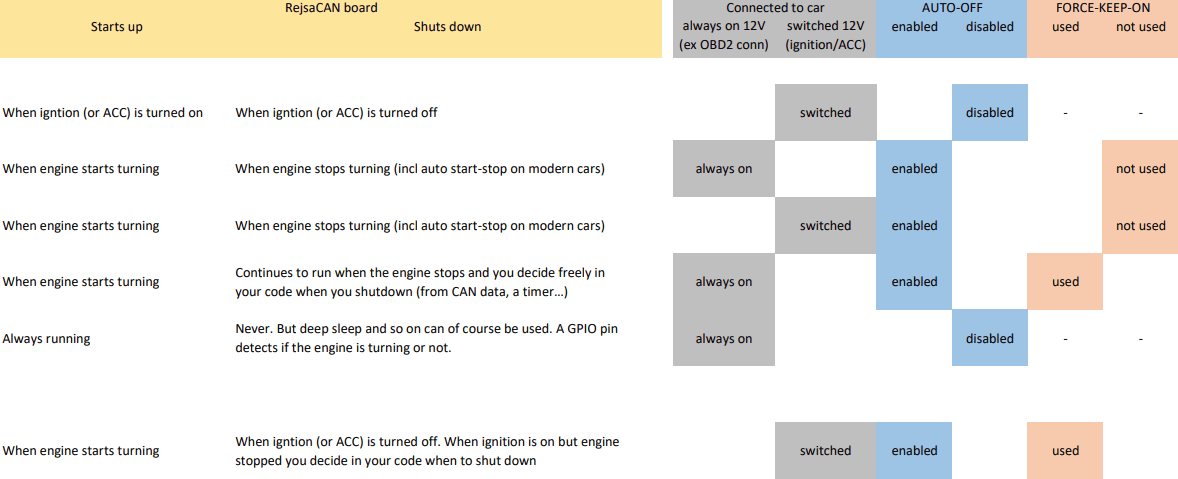 RejsaCAN board Connected to car AUTO-OFF FORCE-KEEP-ON
Starts up Shuts down always on 12V switched 12V enabled disabled used not used
(ex OBD2 conn) (ignition/ACC)
When igntion (or ACC) is turned on When igntion (or ACC) is turned off switched disabled - -
When engine starts turning When engine stops turning (incl auto start-stop on modern cars) always on enabled not used
When engine starts turning When engine stops turning (incl auto start-stop on modern cars) switched enabled not used
When engine starts turning Continues to run when the engine stops and you decide freely in always on enabled used
your code when you shutdown (from CAN data, a timer…)
Always running Never. But deep sleep and so on can of course be used. A GPIO pin always on disabled - -
detects if the engine is turning or not.
When engine starts turning When igntion (or ACC) is turned off. When ignition is on but engine switched enabled used
stopped you decide in your code when to shut down